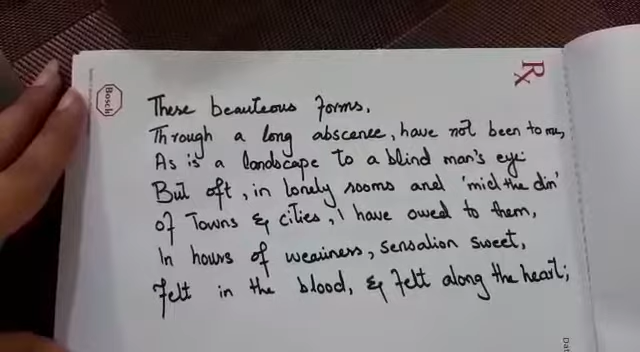 Bosch
Rx
These beauteous forms,
Through a long abscence, have not been to me,
As is a landscape to a blind man's eye:
But oft, in lonely rooms and 'mid the din'
of Towns & cities, I have owed to them,
In hours of weariness, sensation sweet,
Felt in the blood, & felt along the heart;
Dat